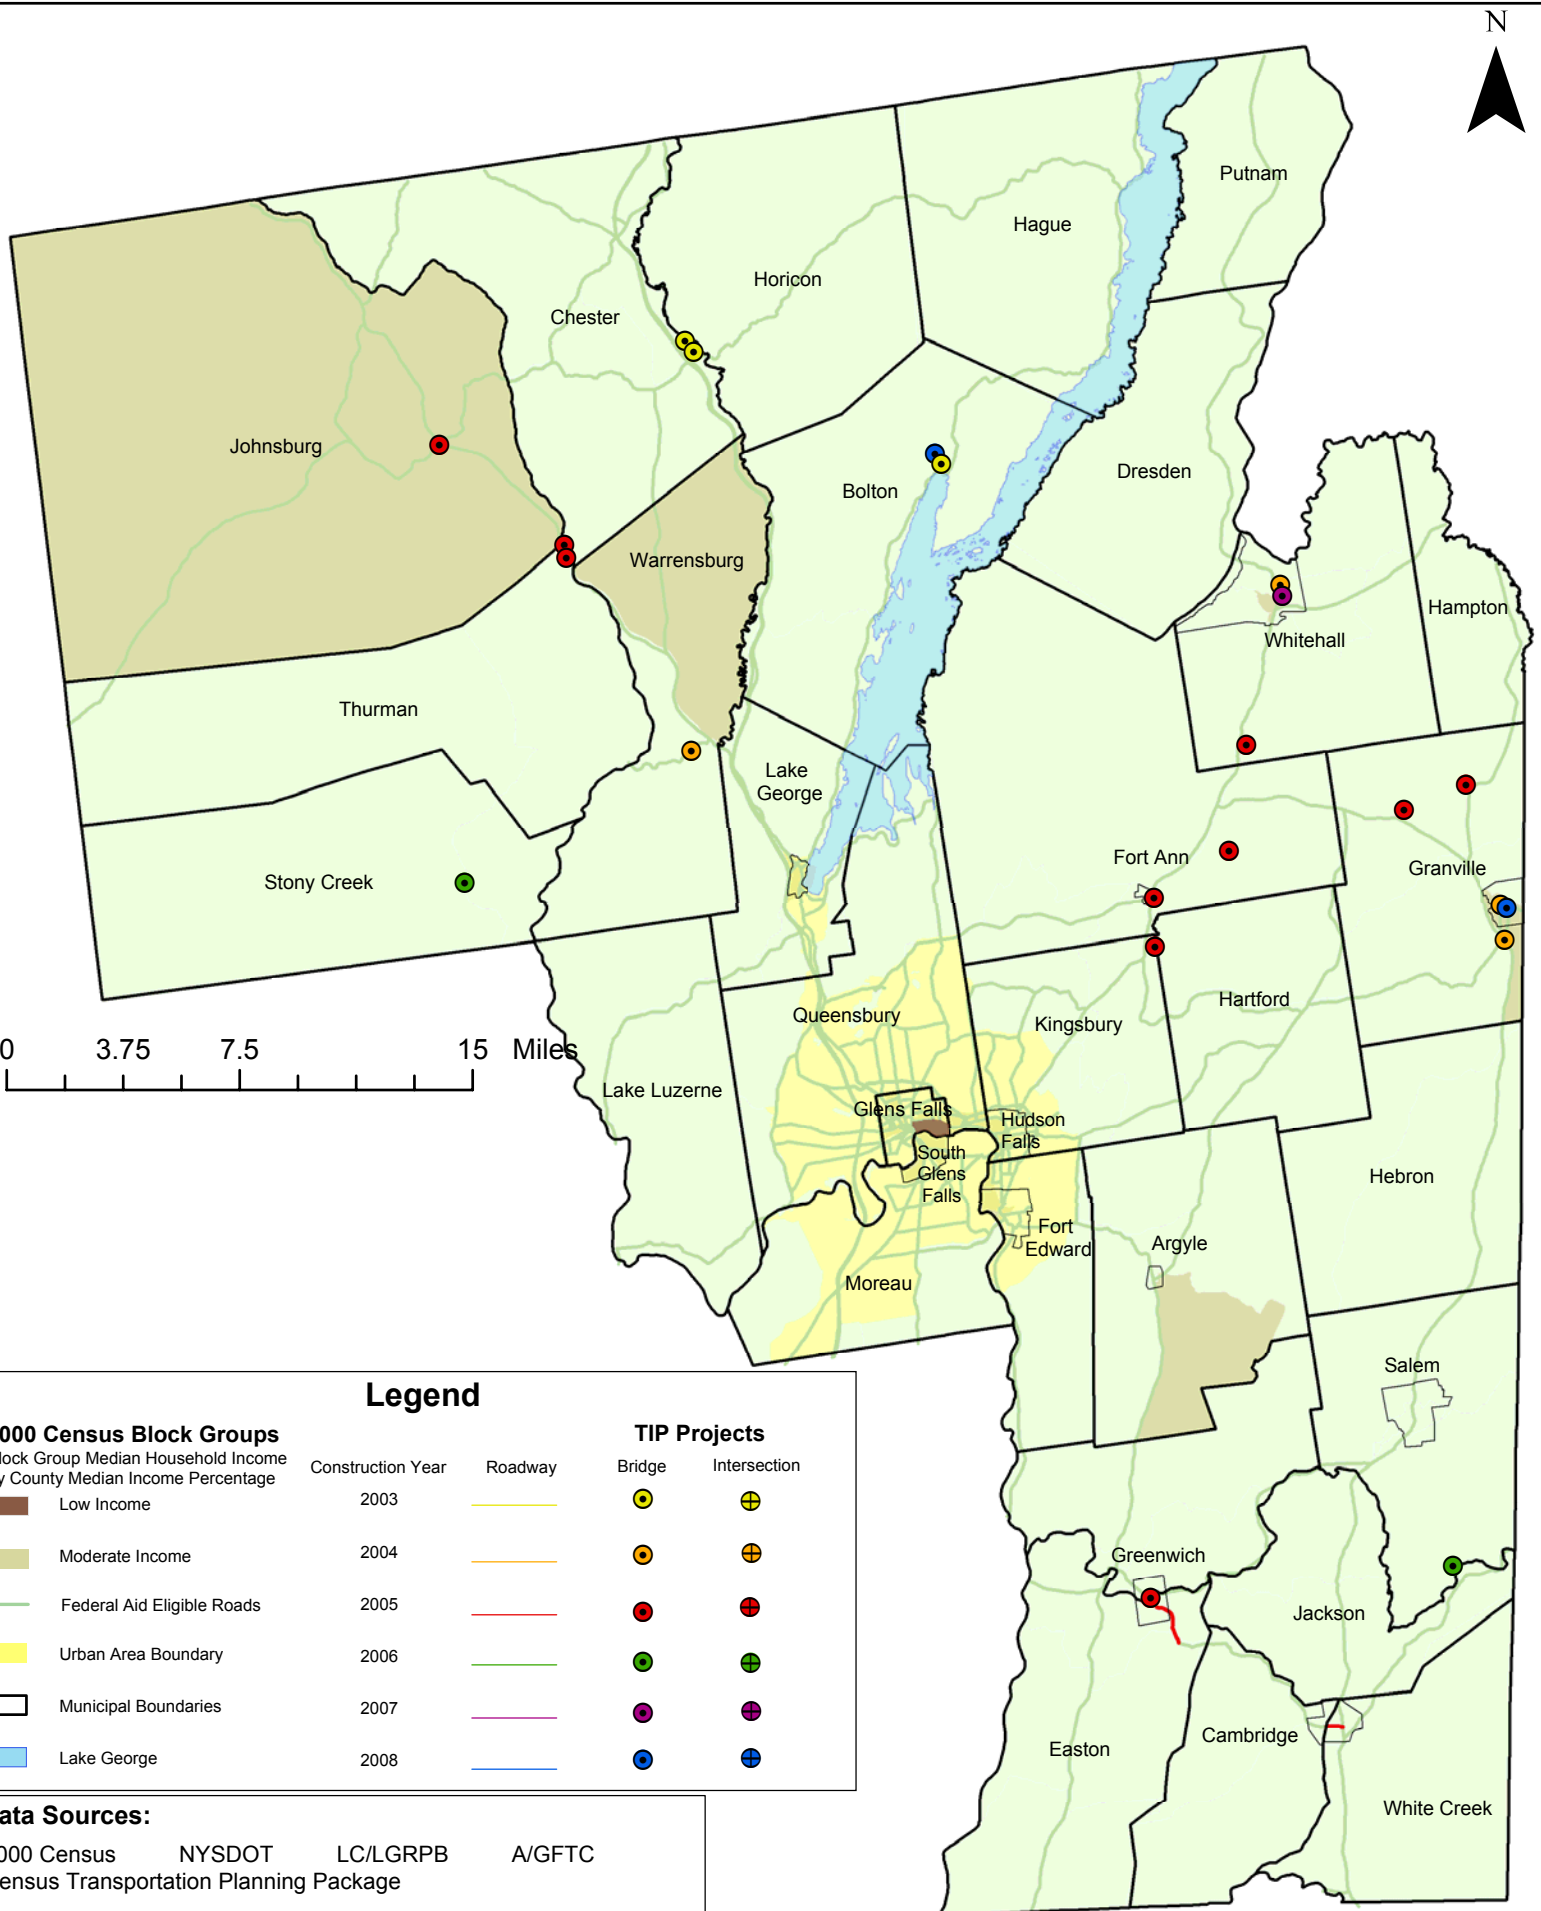 N
Putnam
Hague
Horicon
Chester
Johnsburg
Dresden
Bolton
Warrensburg
Hampton
Whitehall
Thurman
Lake
George
Fort Ann
Granville
Stony Creek
Hartford
Queensbury
Kingsbury
0 3.75 7.5 15 Miles
Lake Luzerne
Glens Falls
Hudson
Falls
South
Glens
Falls
Hebron
Fort
Edward
Argyle
Moreau
Salem
Greenwich
Jackson
Cambridge
Easton
White Creek
Legend
000 Census Block Groups
lock Group Median Household Income
y County Median Income Percentage
Low Income
Moderate Income
Federal Aid Eligible Roads
Urban Area Boundary
Municipal Boundaries
Lake George
Construction Year
2003
2004
2005
2006
2007
2008
Roadway
TIP Projects
Bridge Intersection
ata Sources:
000 Census NYSDOT LC/LGRPB A/GFTC
ensus Transportation Planning Package